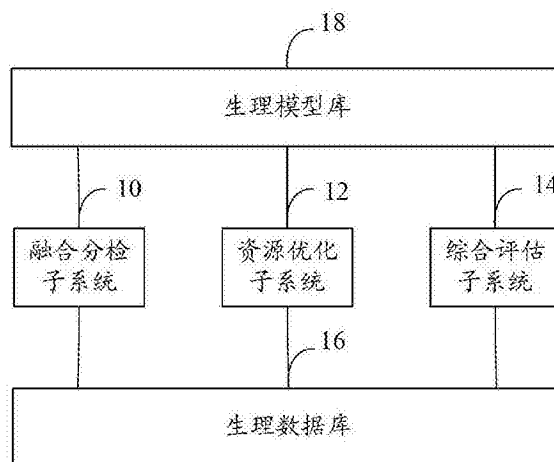 18
生理模型库
10
12
14
融合分检
子系统
资源优化
子系统
综合评估
子系统
16
生理数据库